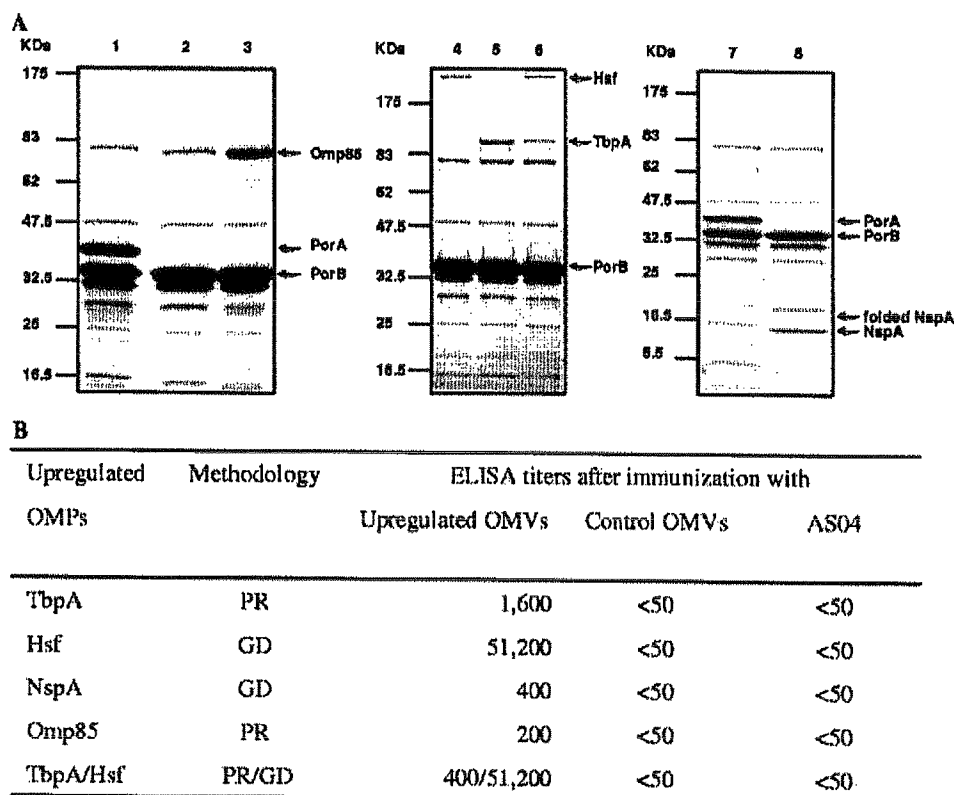 A
KDa 1 2 3
175
83
62
47.5
32.5
25
16.5
Omp85
PorA
PorB
4 5 6
175
83
62
47.5
32.5
25
16.5
Hsf
TbpA
PorB
KDa 7 8
175
83
62
47.5
32.5
25
16.5
6.5
PorA
PorB
folded NspA
NspA
B
Upregulated Methodology ELISA titers after immunization with
OMPs Upregulated OMVs Control OMVs AS04
TbpA PR 1,600 <50 <50
Hsf GD 51,200 <50 <50
NspA GD 400 <50 <50
Omp85 PR 200 <50 <50
TbpA/Hsf PR/GD 400/51,200 <50 <50